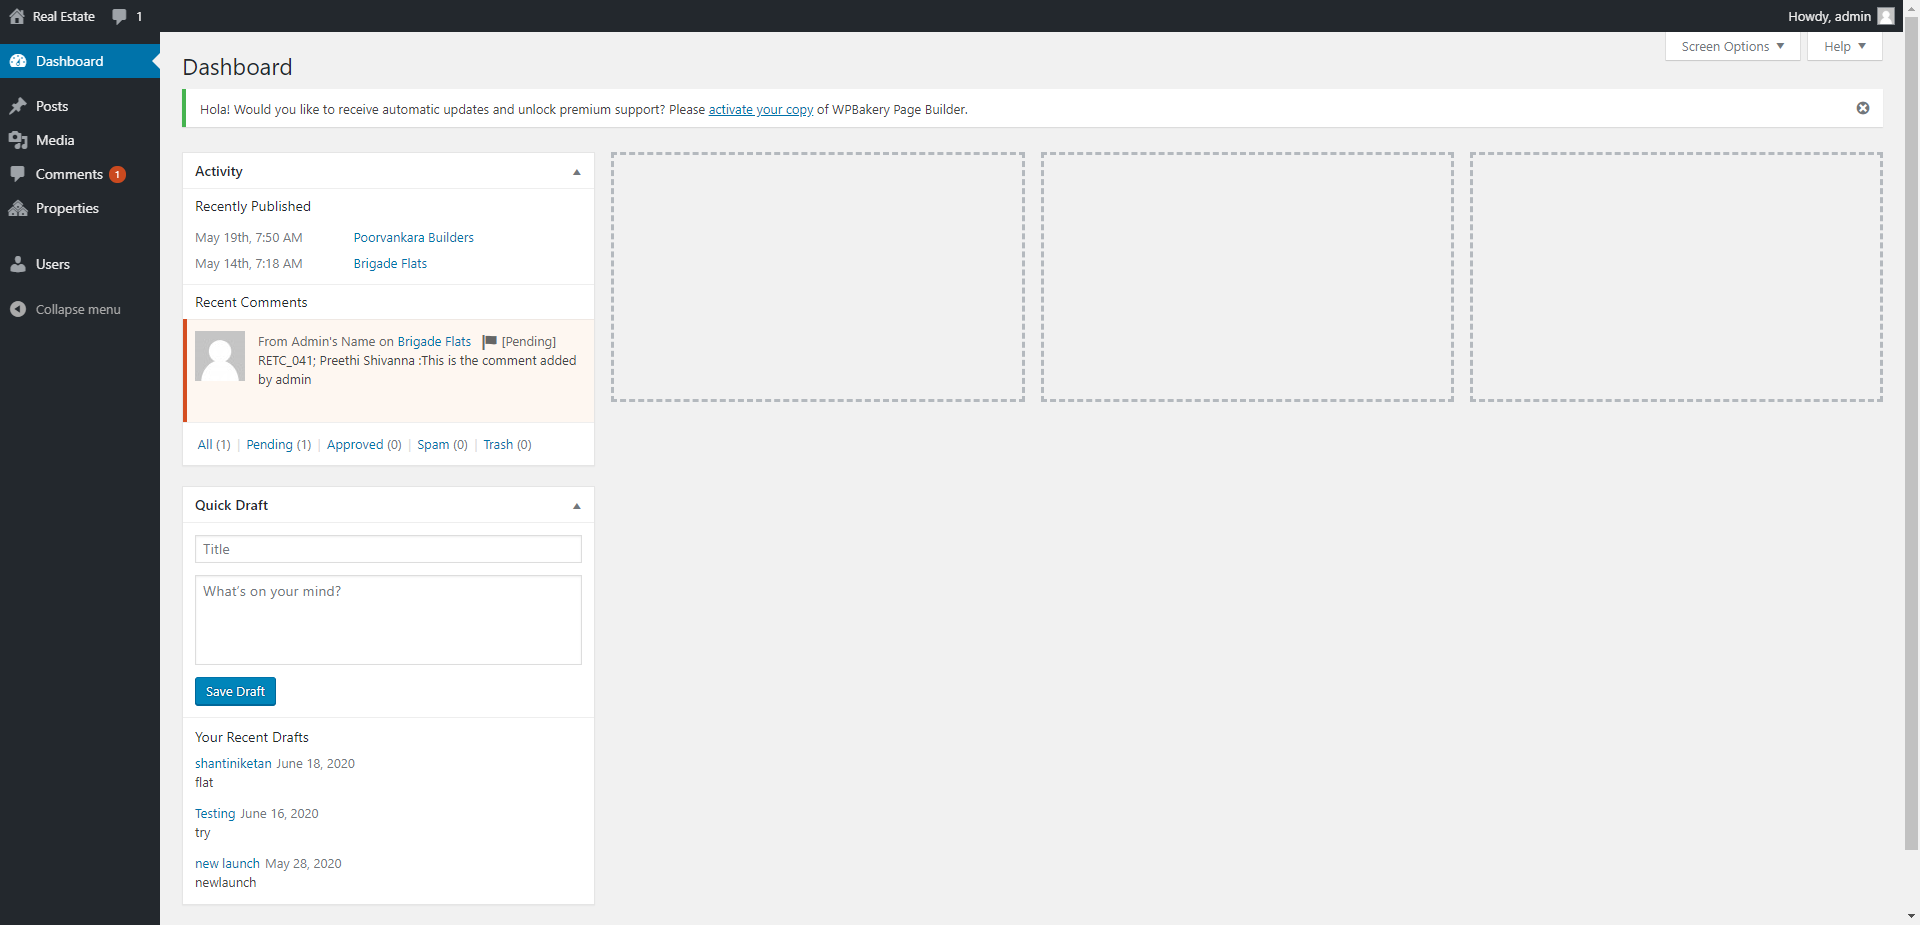 Real Estate 1 Howdy, admin
Screen Options Help
Dashboard
Posts
Media
Comments 1
Properties
Users
Collapse menu
Dashboard
Hola! Would you like to receive automatic updates and unlock premium support? Please activate your copy of WPBakery Page Builder.
Activity
Recently Published
May 19th, 7:50 AM Poorvankara Builders
May 14th, 7:18 AM Brigade Flats
Recent Comments
From Admin's Name on Brigade Flats [Pending]
RETC_041; Preethi Shivanna :This is the comment added
by admin
All (1) | Pending (1) | Approved (0) | Spam (0) | Trash (0)
Quick Draft
Title
What's on your mind?
Save Draft
Your Recent Drafts
shantiniketan June 18, 2020
flat
Testing June 16, 2020
try
new launch May 28, 2020
newlaunch